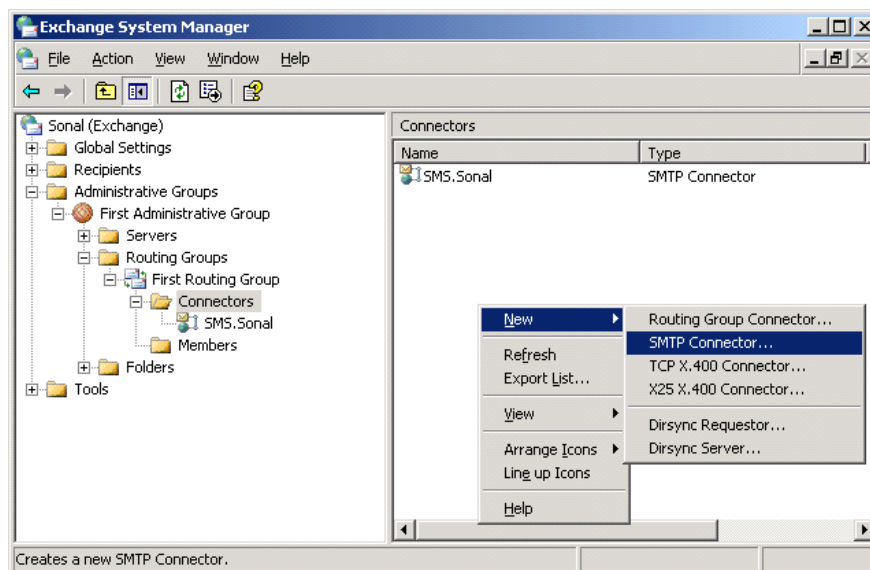 Exchange System Manager
File Action View Window Help
Sonal (Exchange)
Global Settings
Recipients
Administrative Groups
First Administrative Group
Servers
Routing Groups
First Routing Group
Connectors
SMS.Sonal
Members
Folders
Tools
Connectors
Name Type
SMS.Sonal SMTP Connector
New
Refresh
Export List...
View
Arrange Icons
Line up Icons
Help
Routing Group Connector...
SMTP Connector...
TCP X.400 Connector...
X25 X.400 Connector...
Dirsync Requestor...
Dirsync Server...
Creates a new SMTP Connector.